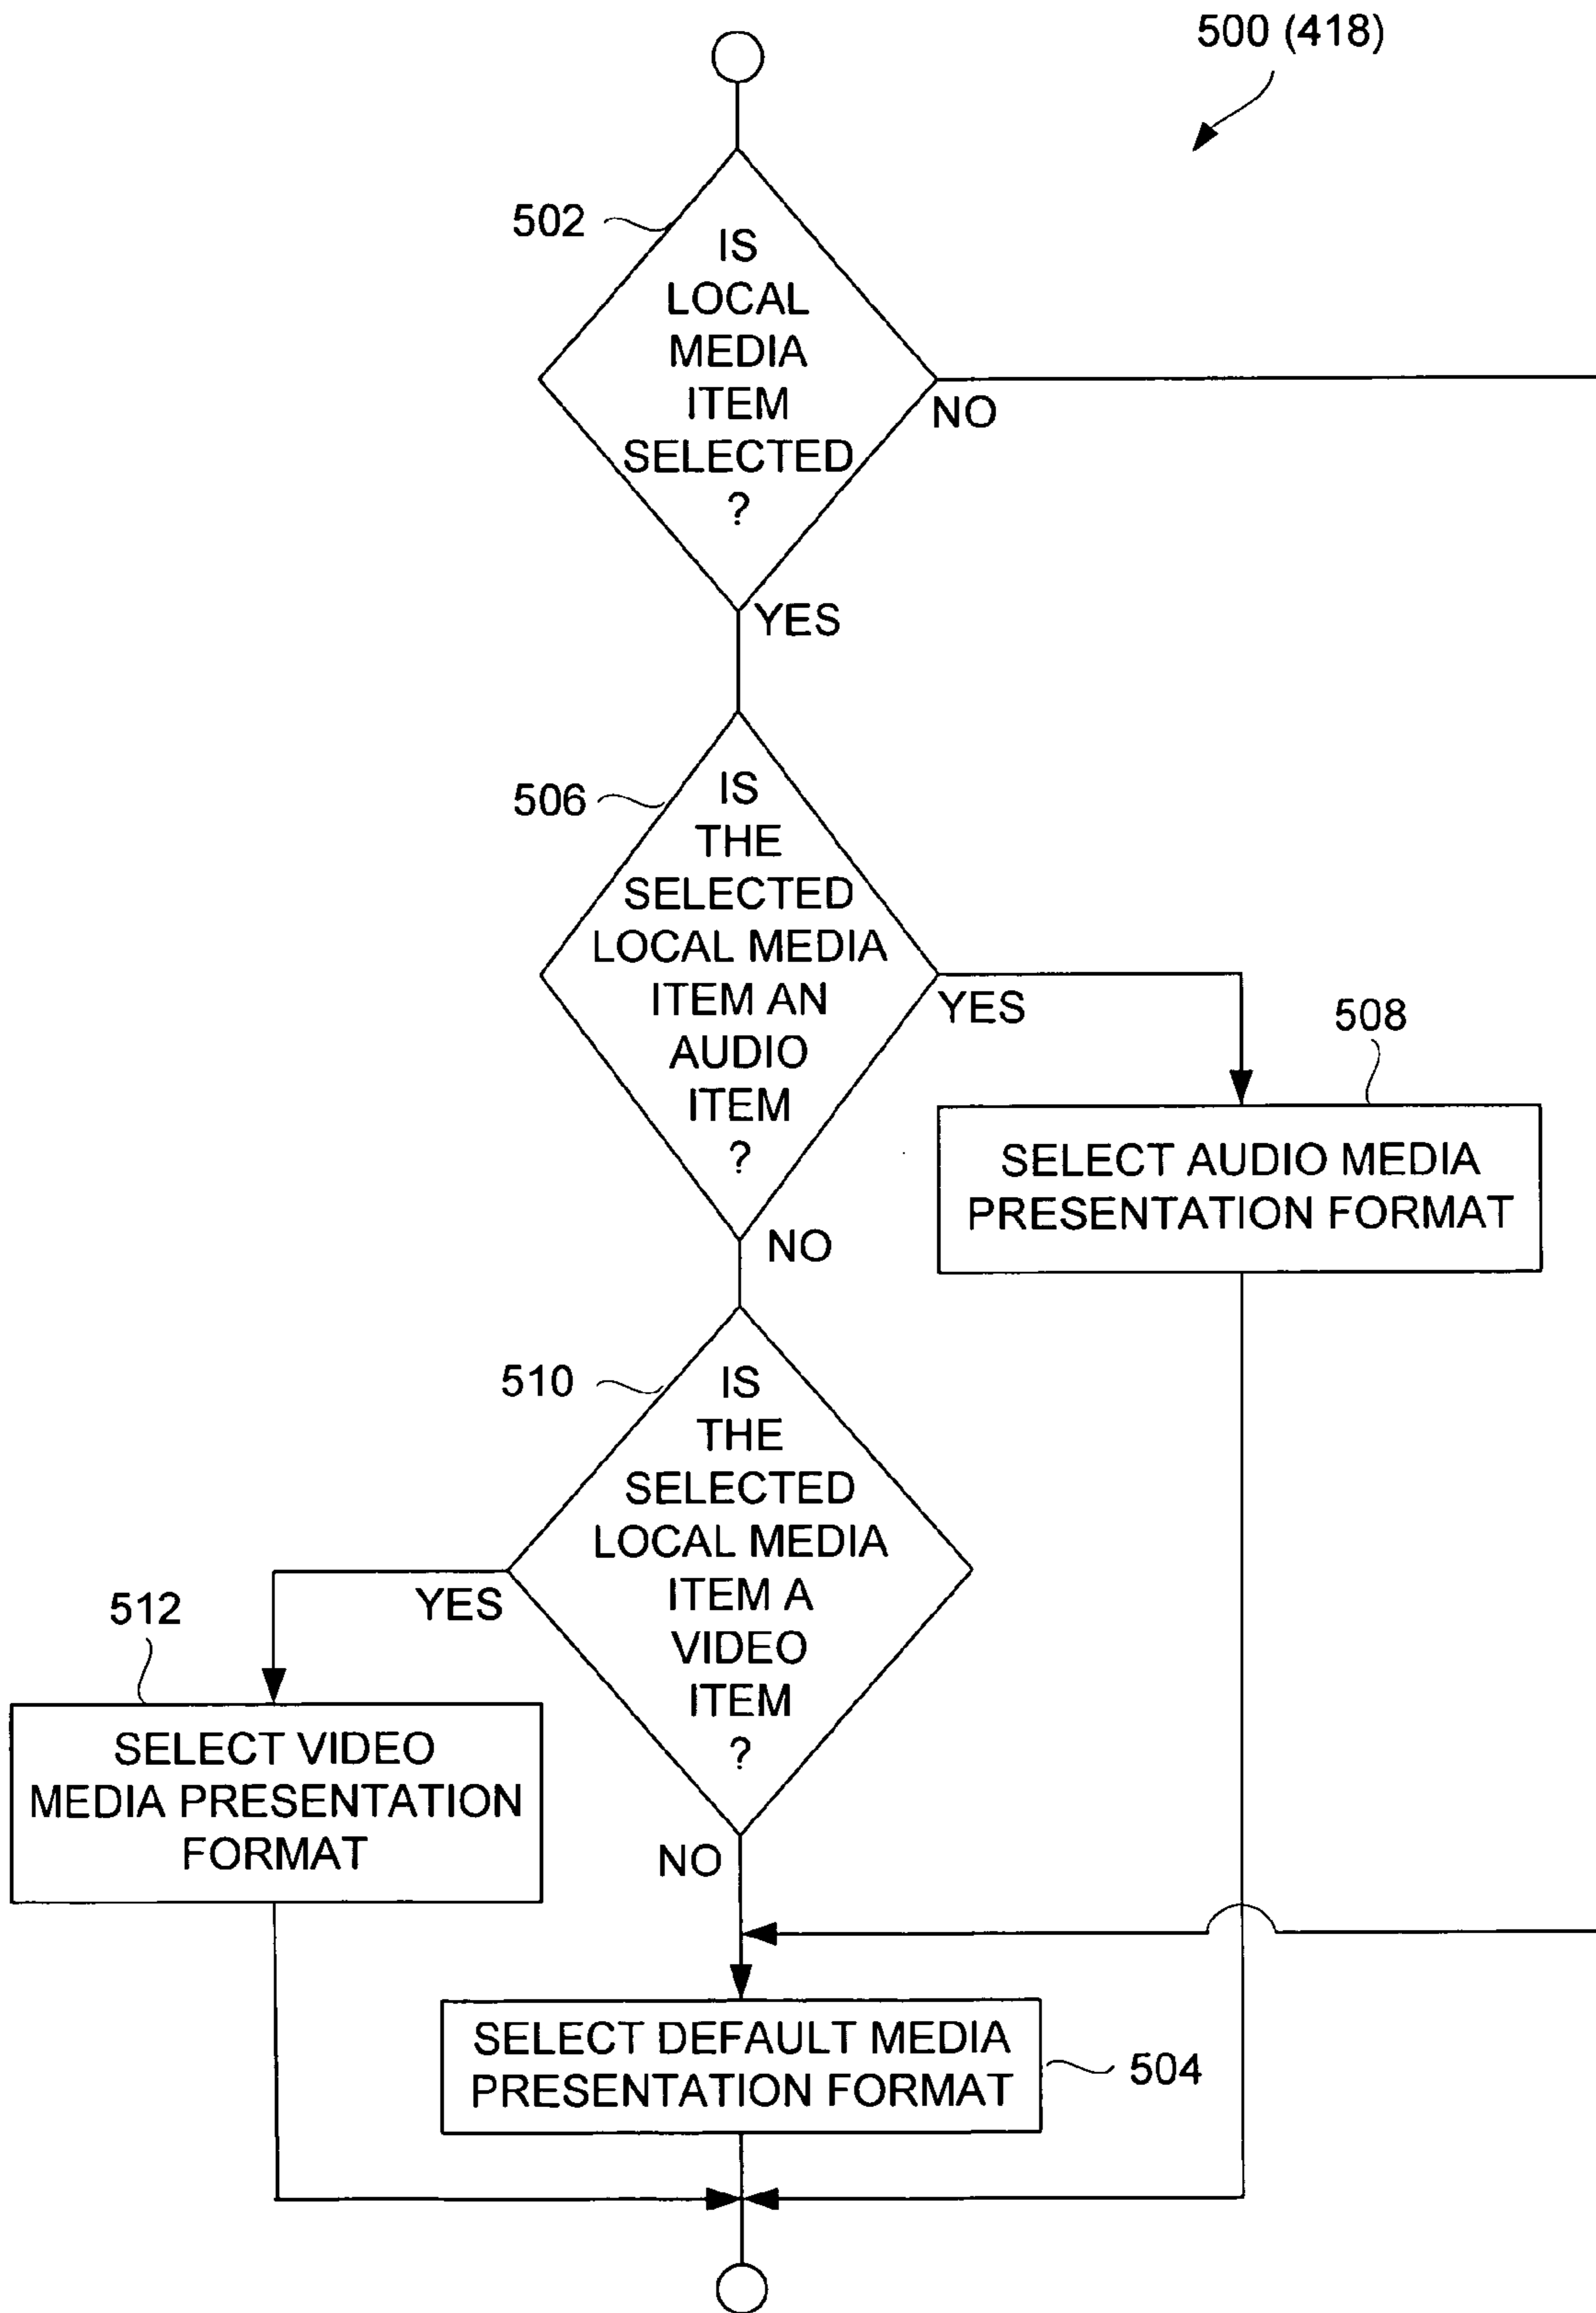 500 (418)
502
IS
LOCAL
MEDIA
ITEM
SELECTED
?
NO
YES
506
IS
THE
SELECTED
LOCAL MEDIA
ITEM AN
AUDIO
ITEM
?
YES
508
SELECT AUDIO MEDIA
PRESENTATION FORMAT
NO
510
IS
THE
SELECTED
LOCAL MEDIA
ITEM A
VIDEO
ITEM
?
YES
512
SELECT VIDEO
MEDIA PRESENTATION
FORMAT
NO
SELECT DEFAULT MEDIA
PRESENTATION FORMAT
504